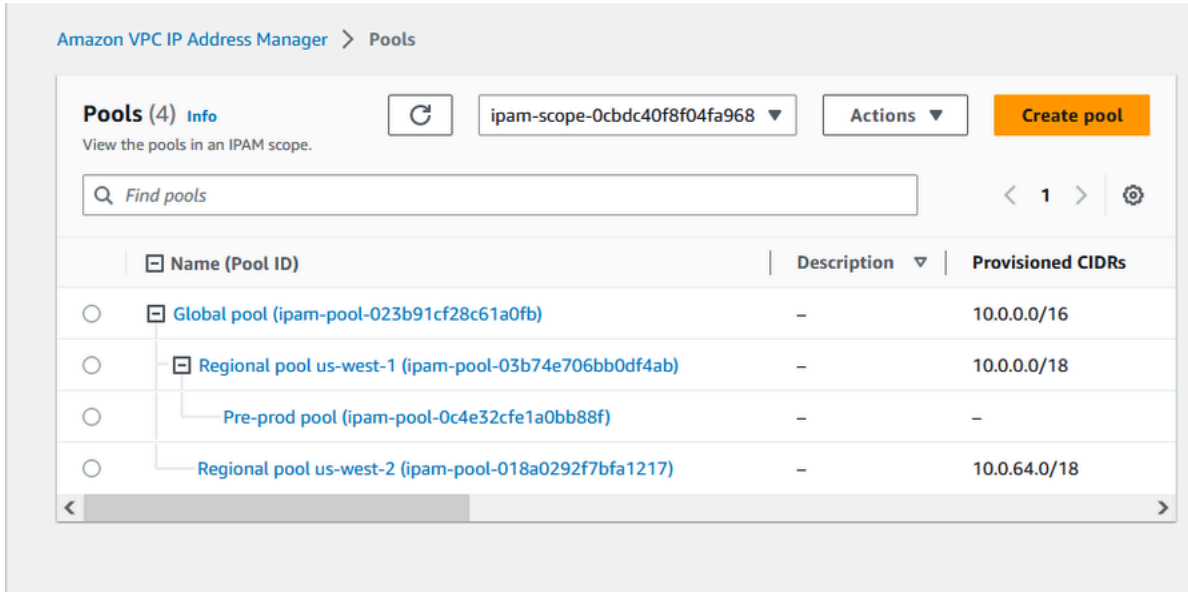 Amazon VPC IP Address Manager > Pools
Pools (4) Info
ipam-scope-0cbdc40f8f04fa968
Actions
Create pool
View the pools in an IPAM scope.
Find pools
1
Name (Pool ID) Description Provisioned CIDRs
Global pool (ipam-pool-023b91cf28c61a0fb) – 10.0.0.0/16
Regional pool us-west-1 (ipam-pool-03b74e706bb0df4ab) – 10.0.0.0/18
Pre-prod pool (ipam-pool-0c4e32cfe1a0bb88f) – –
Regional pool us-west-2 (ipam-pool-018a0292f7bfa1217) – 10.0.64.0/18